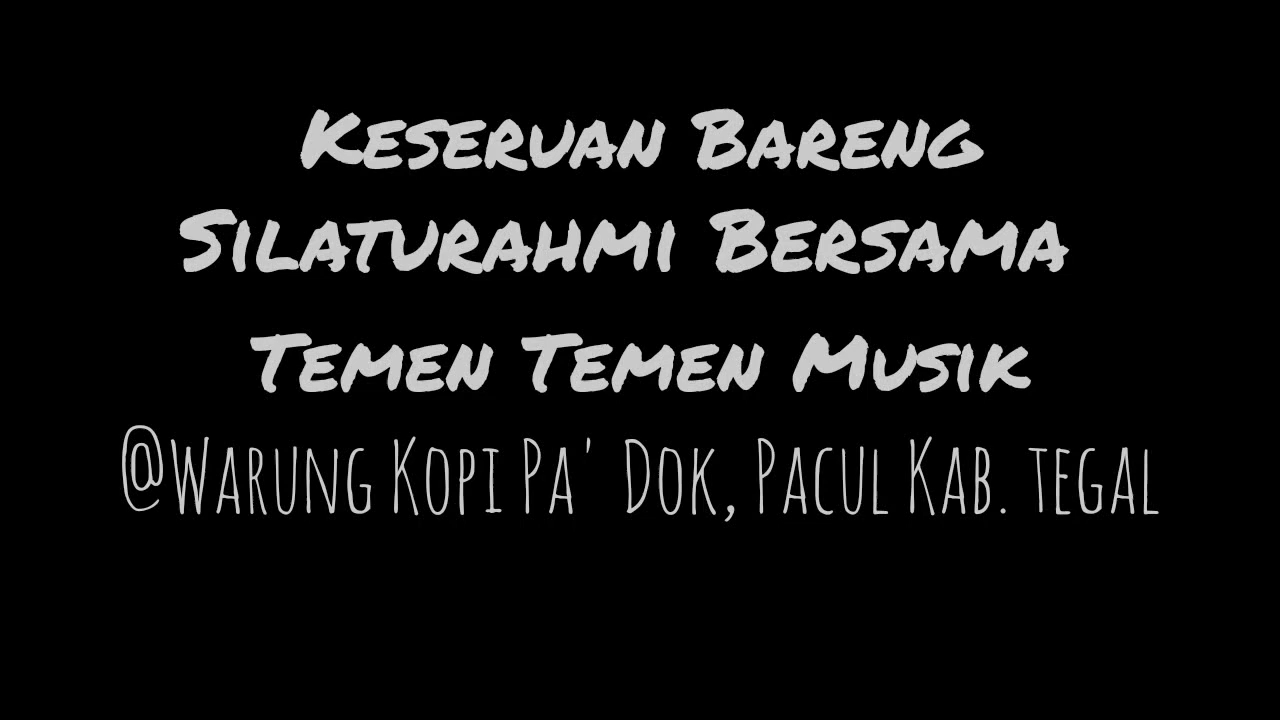 Keseruan Bareng
Silaturahmi Bersama
Temen Temen Musik
@Warung Kopi Pa' Dok, Pacul Kab. tegal